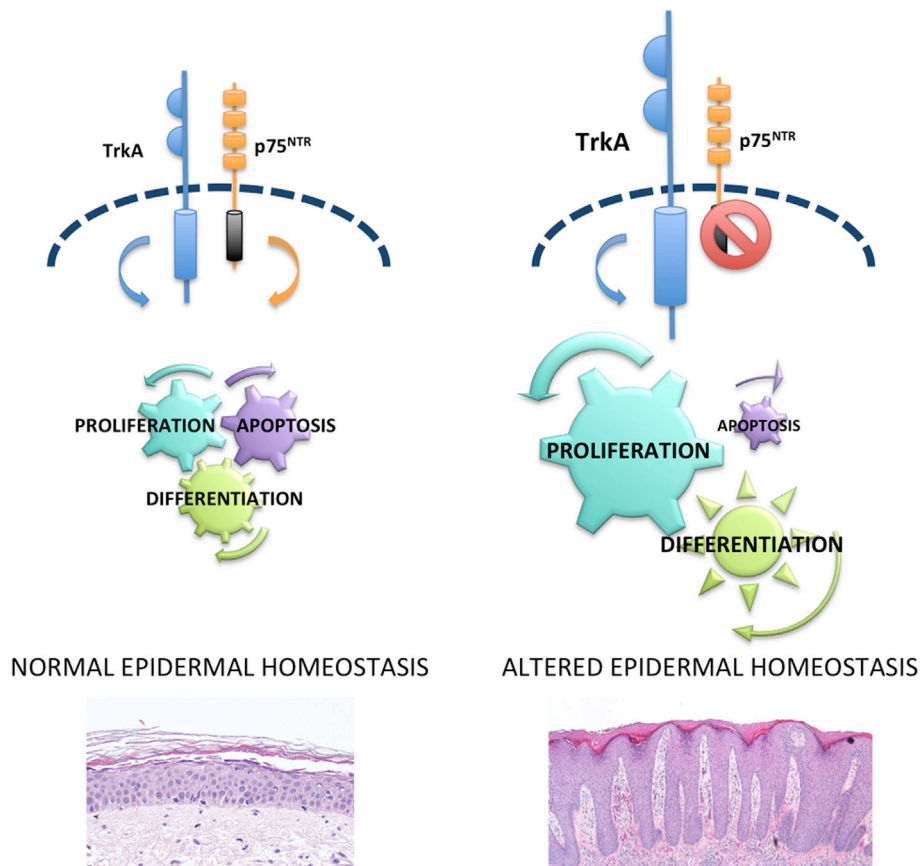 TrkA
p75NTR
PROLIFERATION
APOPTOSIS
DIFFERENTIATION
NORMAL EPIDERMAL HOMEOSTASIS
TrkA
p75NTR
PROLIFERATION
APOPTOSIS
DIFFERENTIATION
ALTERED EPIDERMAL HOMEOSTASIS